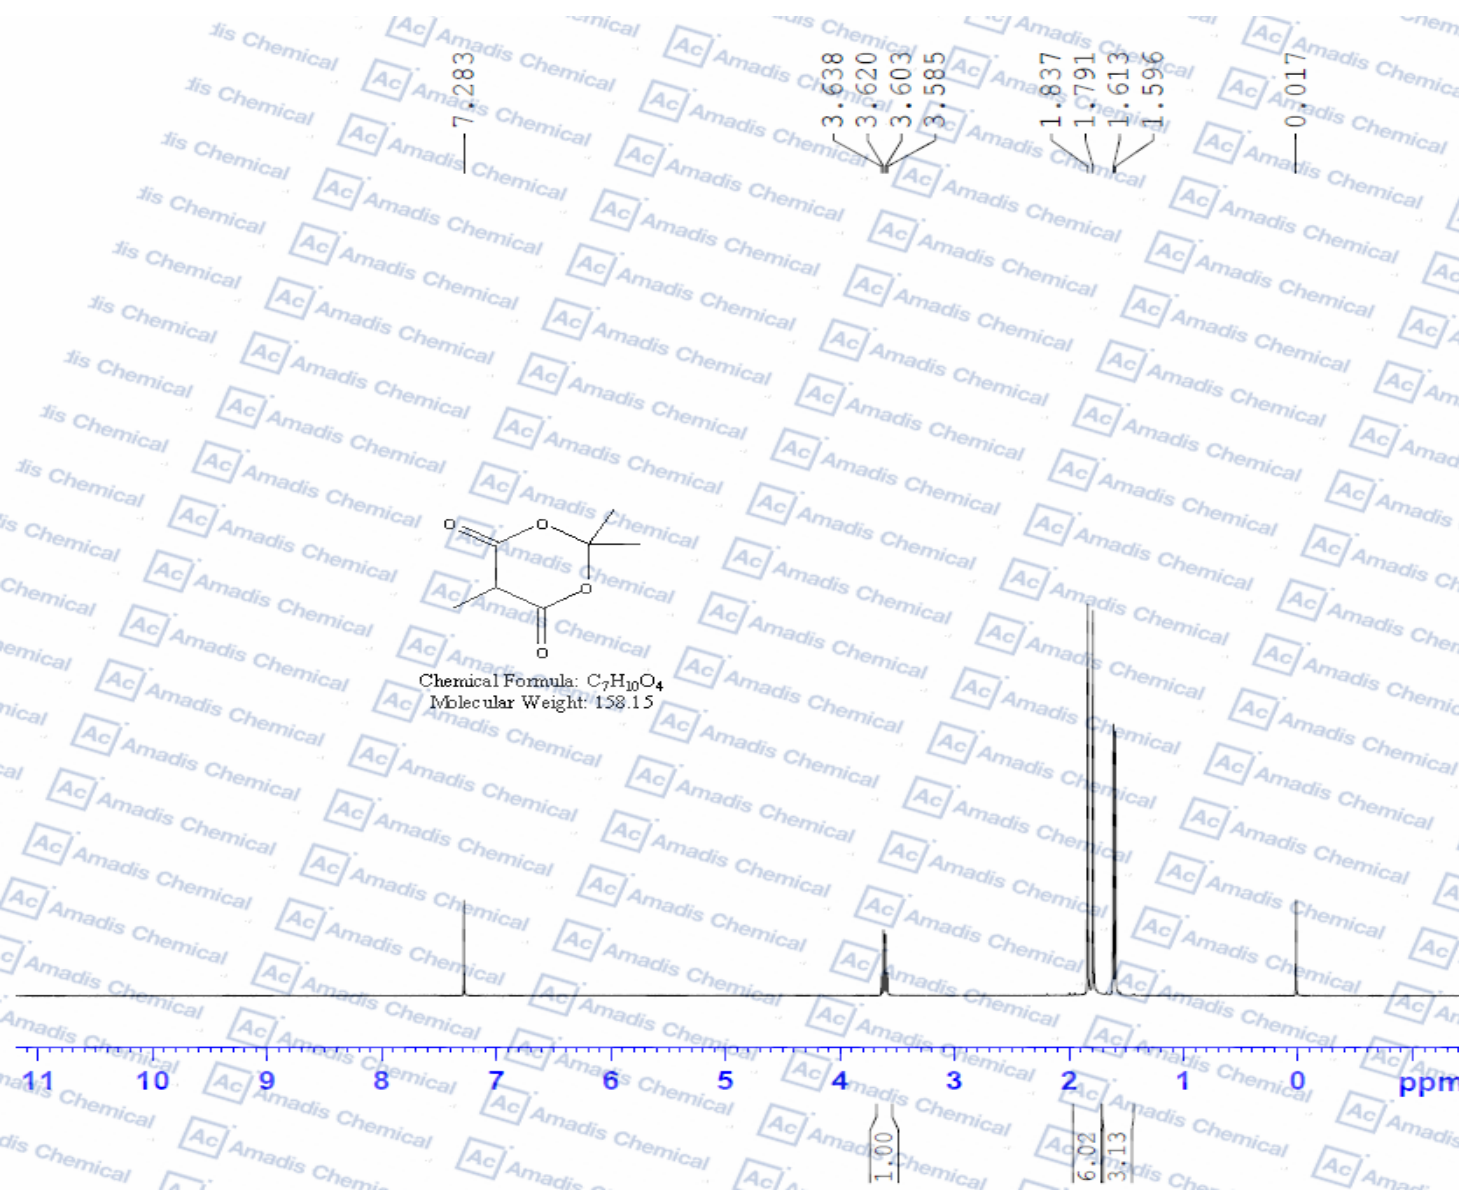 7.283
3.638
3.620
3.603
3.585
1.837
1.791
1.613
1.596
0.017
O
O
O
O
Chemical Formula: C₇H₁₀O₄
Molecular Weight: 158.15
11 10 9 8 7 6 5 4 3 2 1 0 ppm
1.00
6.02
3.13
Ac Amadis Chemical